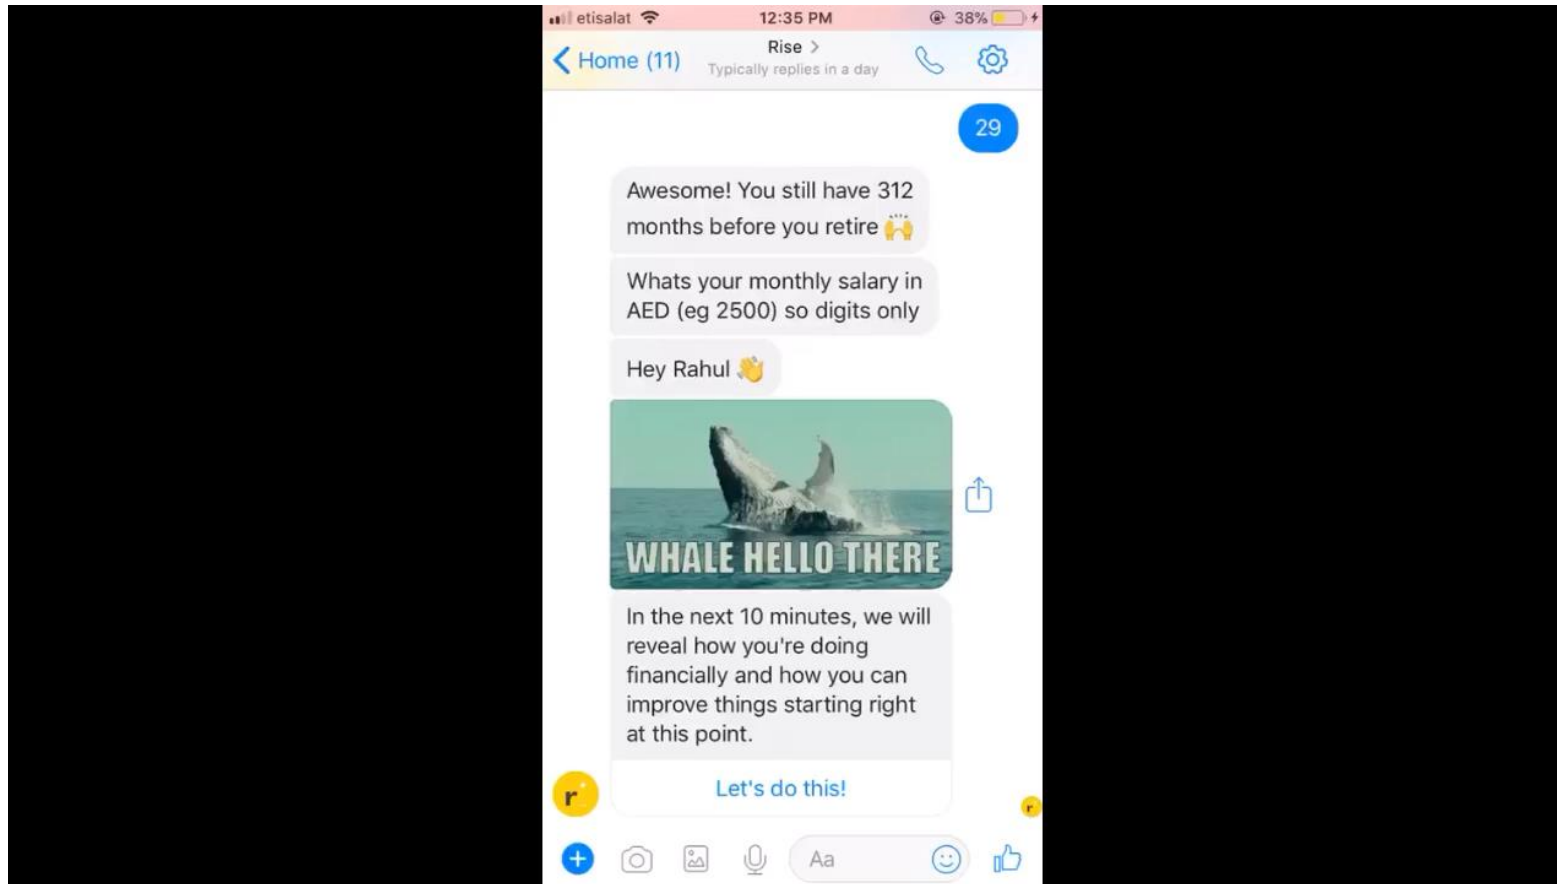 etisalat 12:35 PM 38%
Home (11) Rise
Typically replies in a day
29
Awesome! You still have 312
months before you retire 🙌
Whats your monthly salary in
AED (eg 2500) so digits only
Hey Rahul 👋
WHALE HELLO THERE
In the next 10 minutes, we will
reveal how you're doing
financially and how you can
improve things starting right
at this point.
Let's do this!
r
r
Aa